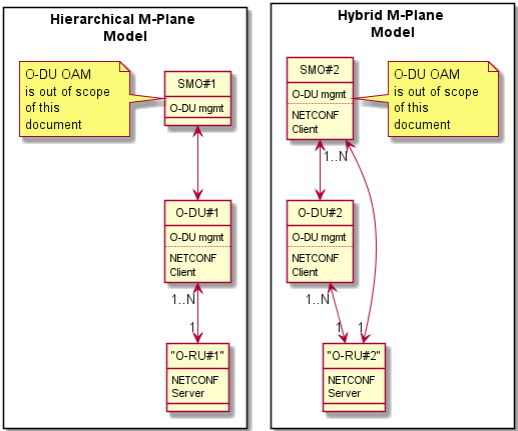 Hierarchical M-Plane
Model
O-DU OAM
is out of scope
of this
document
SMO#1
O-DU mgmt
O-DU#1
O-DU mgmt
NETCONF
Client
1..N
1
"O-RU#1"
NETCONF
Server
Hybrid M-Plane
Model
SMO#2
O-DU mgmt
NETCONF
Client
O-DU OAM
is out of scope
of this
document
1..N
O-DU#2
O-DU mgmt
NETCONF
Client
1..N
1
1
"O-RU#2"
NETCONF
Server